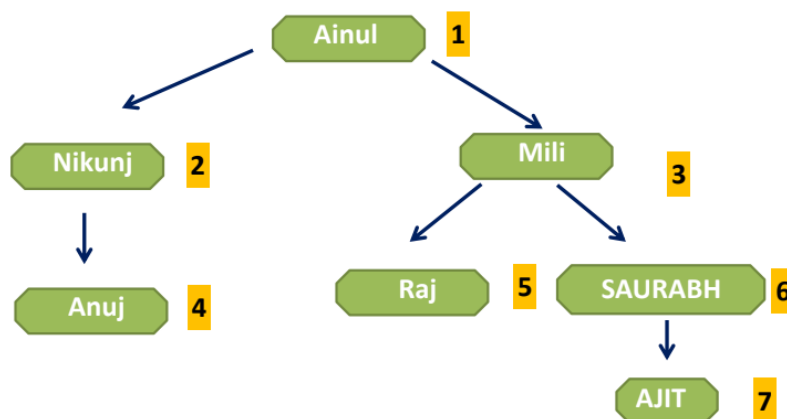 Ainul 1
Nikunj 2
Mili 3
Anuj 4
Raj 5
SAURABH 6
AJIT 7